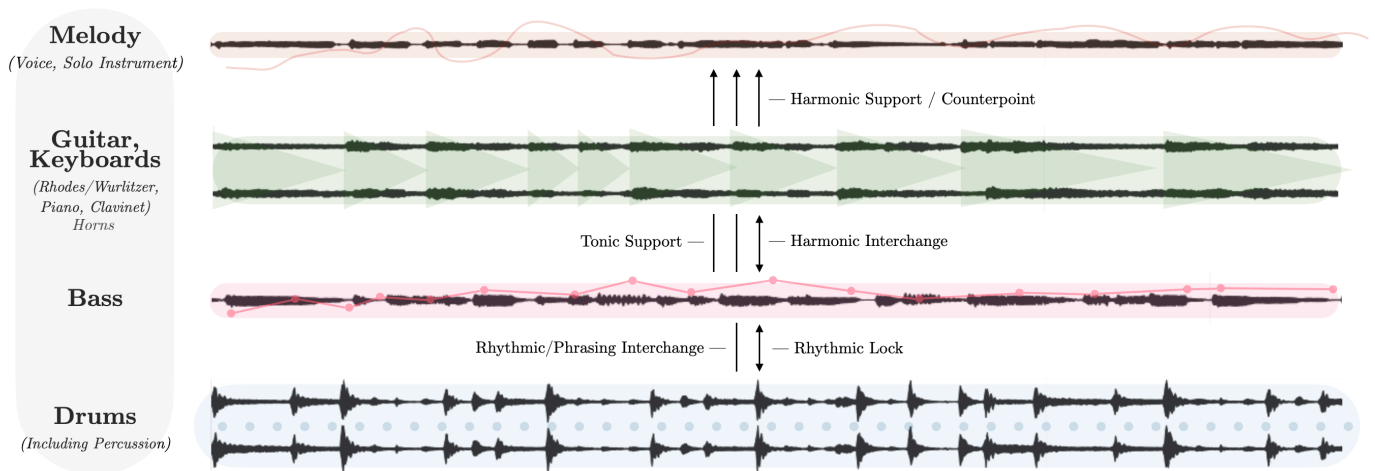 Melody
(Voice, Solo Instrument)
— Harmonic Support / Counterpoint
Guitar,
Keyboards
(Rhodes/Wurlitzer,
Piano, Clavinet)
Horns
Tonic Support —
— Harmonic Interchange
Bass
Rhythmic/Phrasing Interchange —
— Rhythmic Lock
Drums
(Including Percussion)